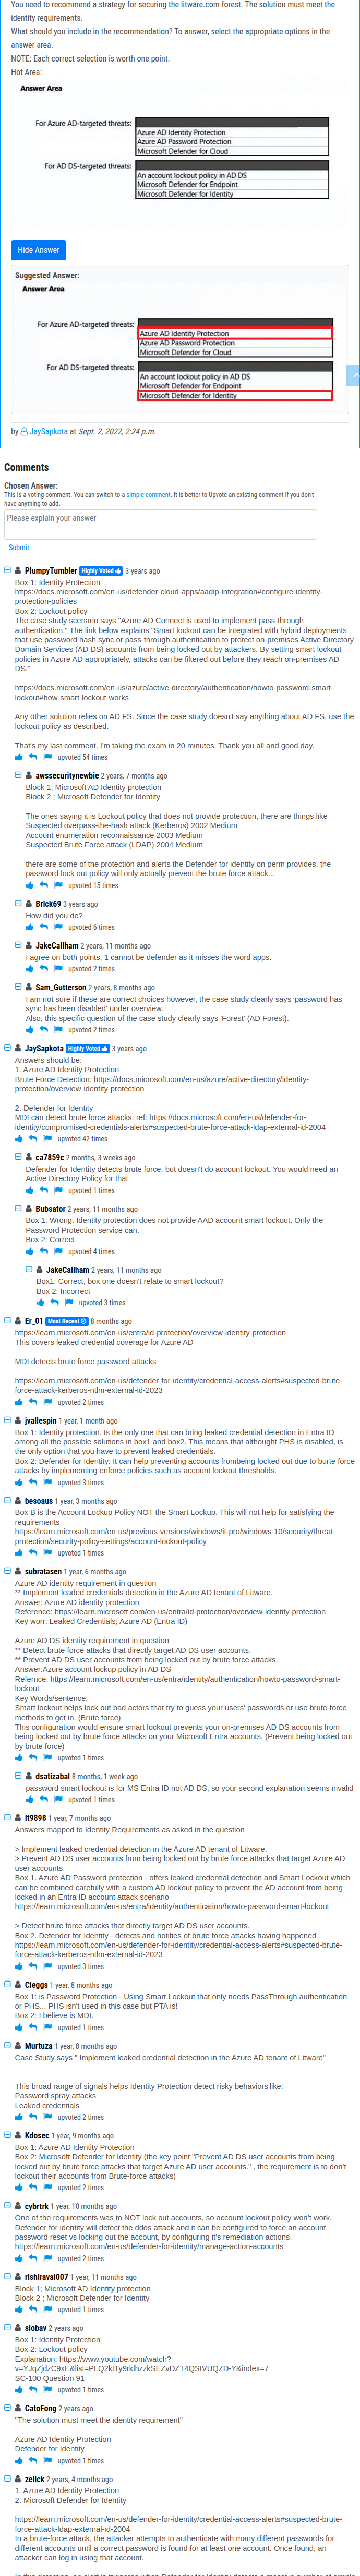 You need to recommend a strategy for securing the litware.com forest. The solution must meet the
identity requirements.
What should you include in the recommendation? To answer, select the appropriate options in the
answer area.
NOTE: Each correct selection is worth one point.
Hot Area:
Answer Area
For Azure AD-targeted threats:
Azure AD Identity Protection
Azure AD Password Protection
Microsoft Defender for Cloud
For AD DS-targeted threats:
An account lockout policy in AD DS
Microsoft Defender for Endpoint
Microsoft Defender for Identity
Hide Answer
Suggested Answer:
Answer Area
For Azure AD-targeted threats:
Azure AD Identity Protection
Azure AD Password Protection
Microsoft Defender for Cloud
For AD DS-targeted threats:
An account lockout policy in AD DS
Microsoft Defender for Endpoint
Microsoft Defender for Identity
by JaySapkota at Sept. 2, 2022, 2:24 p.m.
Comments
Chosen Answer:
This is a voting comment. You can switch to a simple comment. It is better to Upvote an existing comment if you don't
have anything to add.
Please explain your answer
Submit
PlumpyTumbler Highly Voted 3 years ago
Box 1: Identity Protection
https://docs.microsoft.com/en-us/defender-cloud-apps/aadip-integration#configure-identity-
protection-policies
Box 2: Lockout policy
The case study scenario says "Azure AD Connect is used to implement pass-through
authentication." The link below explains "Smart lockout can be integrated with hybrid deployments
that use password hash sync or pass-through authentication to protect on-premises Active Directory
Domain Services (AD DS) accounts from being locked out by attackers. By setting smart lockout
policies in Azure AD appropriately, attacks can be filtered out before they reach on-premises AD
DS."
https://docs.microsoft.com/en-us/azure/active-directory/authentication/howto-password-smart-
lockout#how-smart-lockout-works
Any other solution relies on AD FS. Since the case study doesn't say anything about AD FS, use the
lockout policy as described.
That's my last comment, I'm taking the exam in 20 minutes. Thank you all and good day.
upvoted 54 times
awssecuritynewbie 2 years, 7 months ago
Block 1; Microsoft AD Identity protection
Block 2 ; Microsoft Defender for Identity
The ones saying it is Lockout policy that does not provide protection, there are things like
Suspected overpass-the-hash attack (Kerberos) 2002 Medium
Account enumeration reconnaissance 2003 Medium
Suspected Brute Force attack (LDAP) 2004 Medium
there are some of the protection and alerts the Defender for identity on perm provides, the
password lock out policy will only actually prevent the brute force attack...
upvoted 15 times
Brick69 3 years ago
How did you do?
upvoted 6 times
JakeCallham 2 years, 11 months ago
I agree on both points, 1 cannot be defender as it misses the word apps.
upvoted 2 times
Sam_Gutterson 2 years, 8 months ago
I am not sure if these are correct choices however, the case study clearly says 'password has
sync has been disabled' under overview.
Also, this specific question of the case study clearly says 'Forest' (AD Forest).
upvoted 2 times
JaySapkota Highly Voted 3 years ago
Answers should be:
1. Azure AD Identity Protection
Brute Force Detection: https://docs.microsoft.com/en-us/azure/active-directory/identity-
protection/overview-identity-protection
2. Defender for Identity
MDI can detect brute force attacks: ref: https://docs.microsoft.com/en-us/defender-for-
identity/compromised-credentials-alerts#suspected-brute-force-attack-ldap-external-id-2004
upvoted 42 times
ca7859c 2 months, 3 weeks ago
Defender for Identity detects brute force, but doesn't do account lockout. You would need an
Active Directory Policy for that
upvoted 1 times
Bubsator 2 years, 11 months ago
Box 1: Wrong. Identity protection does not provide AAD account smart lockout. Only the
Password Protection service can.
Box 2: Correct
upvoted 4 times
JakeCallham 2 years, 11 months ago
Box1: Correct, box one doesn't relate to smart lockout?
Box 2: Incorrect
upvoted 3 times
Er_01 Most Recent 8 months ago
https://learn.microsoft.com/en-us/entra/id-protection/overview-identity-protection
This covers leaked credential coverage for Azure AD
MDI detects brute force password attacks
https://learn.microsoft.com/en-us/defender-for-identity/credential-access-alerts#suspected-brute-
force-attack-kerberos-ntlm-external-id-2023
upvoted 2 times
jvallespin 1 year, 1 month ago
Box 1: Identity protection. Is the only one that can bring leaked credential detection in Entra ID
among all the possible solutions in box1 and box2. This means that althought PHS is disabled, is
the only option that you have to prevent leaked credentials.
Box 2: Defender for Identity: It can help preventing accounts frombeing locked out due to burte force
attacks by implementing enforce policies such as account lockout thresholds.
upvoted 3 times
besoaus 1 year, 3 months ago
Box B is the Account Lockup Policy NOT the Smart Lockup. This will not help for satisfying the
requirements
https://learn.microsoft.com/en-us/previous-versions/windows/it-pro/windows-10/security/threat-
protection/security-policy-settings/account-lockout-policy
upvoted 1 times
subratasen 1 year, 6 months ago
Azure AD identity requirement in question
** Implement leaded credentials detection in the Azure AD tenant of Litware.
Answer: Azure AD identity protection
Reference: https://learn.microsoft.com/en-us/entra/id-protection/overview-identity-protection
Key worr: Leaked Credentials; Azure AD (Entra ID)
Azure AD DS identity requirement in question
** Detect brute force attacks that directly target AD DS user accounts.
** Prevent AD DS user accounts from being locked out by brute force attacks.
Answer:Azure account lockup policy in AD DS
Refernce: https://learn.microsoft.com/en-us/entra/identity/authentication/howto-password-smart-
lockout
Key Words/sentence:
Smart lockout helps lock out bad actors that try to guess your users' passwords or use brute-force
methods to get in. (Brute force)
This configuration would ensure smart lockout prevents your on-premises AD DS accounts from
being locked out by brute force attacks on your Microsoft Entra accounts. (Prevent being locked out
by brute force)
upvoted 1 times
dsatizabal 8 months, 1 week ago
password smart lockout is for MS Entra ID not AD DS, so your second explanation seems invalid
upvoted 1 times
lt9898 1 year, 7 months ago
Answers mapped to Identity Requirements as asked in the question
> Implement leaked credential detection in the Azure AD tenant of Litware.
> Prevent AD DS user accounts from being locked out by brute force attacks that target Azure AD
user accounts.
Box 1. Azure AD Password protection - offers leaked credential detection and Smart Lockout which
can be combined carefully with a custom AD lockout policy to prevent the AD account from being
locked in an Entra ID account attack scenario
https://learn.microsoft.com/en-us/entra/identity/authentication/howto-password-smart-lockout
> Detect brute force attacks that directly target AD DS user accounts.
Box 2. Defender for Identity - detects and notifies of brute force attacks having happened
https://learn.microsoft.com/en-us/defender-for-identity/credential-access-alerts#suspected-brute-
force-attack-kerberos-ntlm-external-id-2023
upvoted 3 times
Cleggs 1 year, 8 months ago
Box 1: is Password Protection - Using Smart Lockout that only needs PassThrough authentication
or PHS... PHS isn't used in this case but PTA is!
Box 2: I believe is MDI.
upvoted 1 times
Murtuza 1 year, 8 months ago
Case Study says " Implement leaked credential detection in the Azure AD tenant of Litware"
This broad range of signals helps Identity Protection detect risky behaviors like:
Password spray attacks
Leaked credentials
upvoted 2 times
Kdosec 1 year, 9 months ago
Box 1: Azure AD Identity Protection
Box 2: Microsoft Defender for Identity (the key point "Prevent AD DS user accounts from being
locked out by brute force attacks that target Azure AD user accounts." , the requirement is to don't
lockout their accounts from Brute-force attacks)
upvoted 2 times
cybrtrk 1 year, 10 months ago
One of the requirements was to NOT lock out accounts, so account lockout policy won't work.
Defender for identity will detect the ddos attack and it can be configured to force an account
password reset vs locking out the account, by configuring it's remediation actions.
https://learn.microsoft.com/en-us/defender-for-identity/manage-action-accounts
upvoted 2 times
rishiraval007 1 year, 11 months ago
Block 1; Microsoft AD Identity protection
Block 2 ; Microsoft Defender for Identity
upvoted 1 times
slobav 2 years ago
Box 1: Identity Protection
Box 2: Lockout policy
Explanation: https://www.youtube.com/watch?
v=YJqZjdzC9xE&list=PLQ2ktTy9rklhzzkSEZvDZT4QSIVUQZD-Y&index=7
SC-100 Question 91
upvoted 1 times
CatoFong 2 years ago
"The solution must meet the identity requirement"
Azure AD Identity Protection
Defender for Identity
upvoted 1 times
zellck 2 years, 4 months ago
1. Azure AD Identity Protection
2. Microsoft Defender for Identity
https://learn.microsoft.com/en-us/defender-for-identity/credential-access-alerts#suspected-brute-
force-attack-ldap-external-id-2004
In a brute-force attack, the attacker attempts to authenticate with many different passwords for
different accounts until a correct password is found for at least one account. Once found, an
attacker can log in using that account.